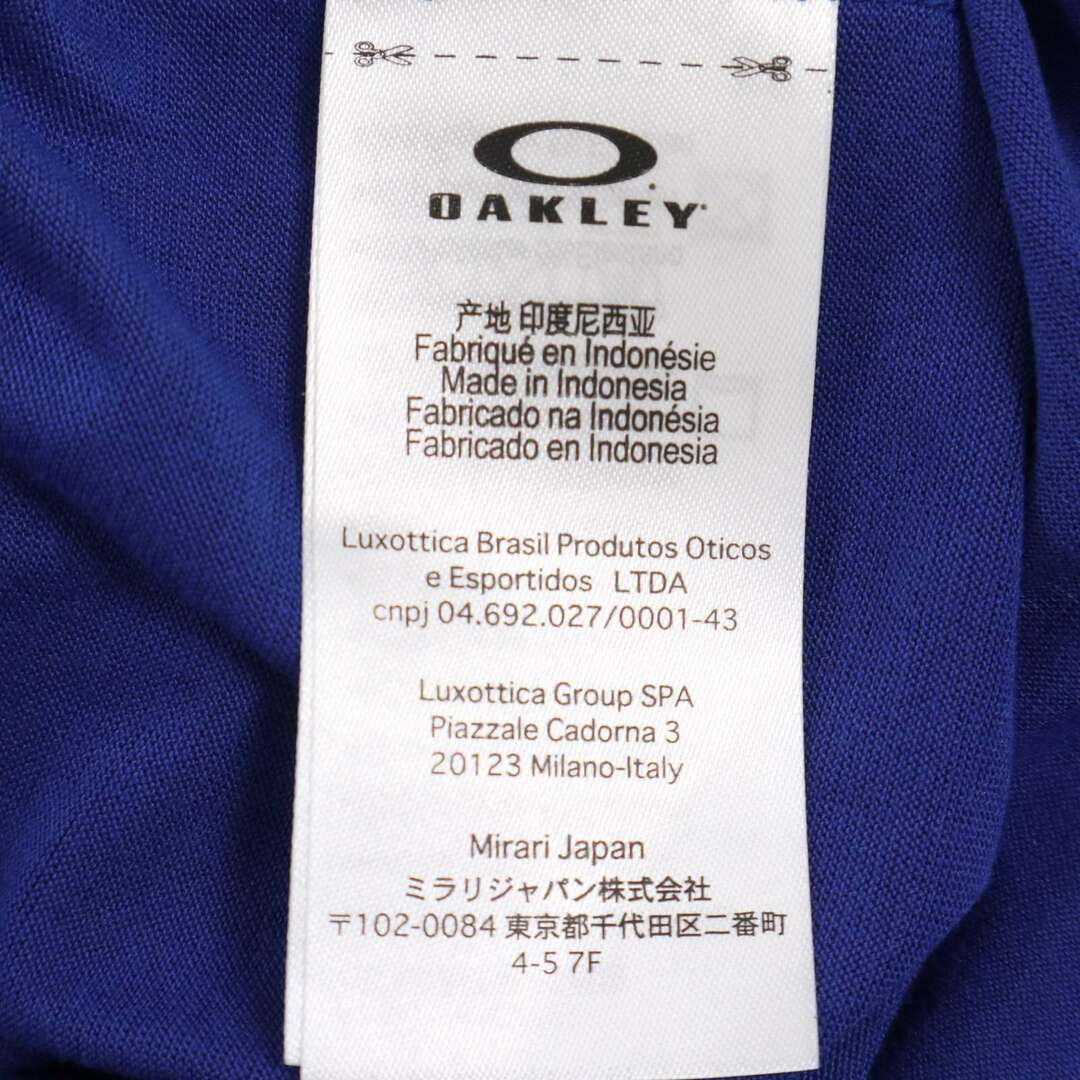 OAKLEY
产地 印度尼西亚
Fabriqué en Indonésie
Made in Indonesia
Fabricado na Indonésia
Fabricado en Indonesia
Luxottica Brasil Produtos Oticos
e Esportidos LTDA
cnpj 04.692.027/0001-43
Luxottica Group SPA
Piazzale Cadorna 3
20123 Milano-Italy
Mirari Japan
ミラリジャパン株式会社
〒102-0084 東京都千代田区二番町
4-5 7F